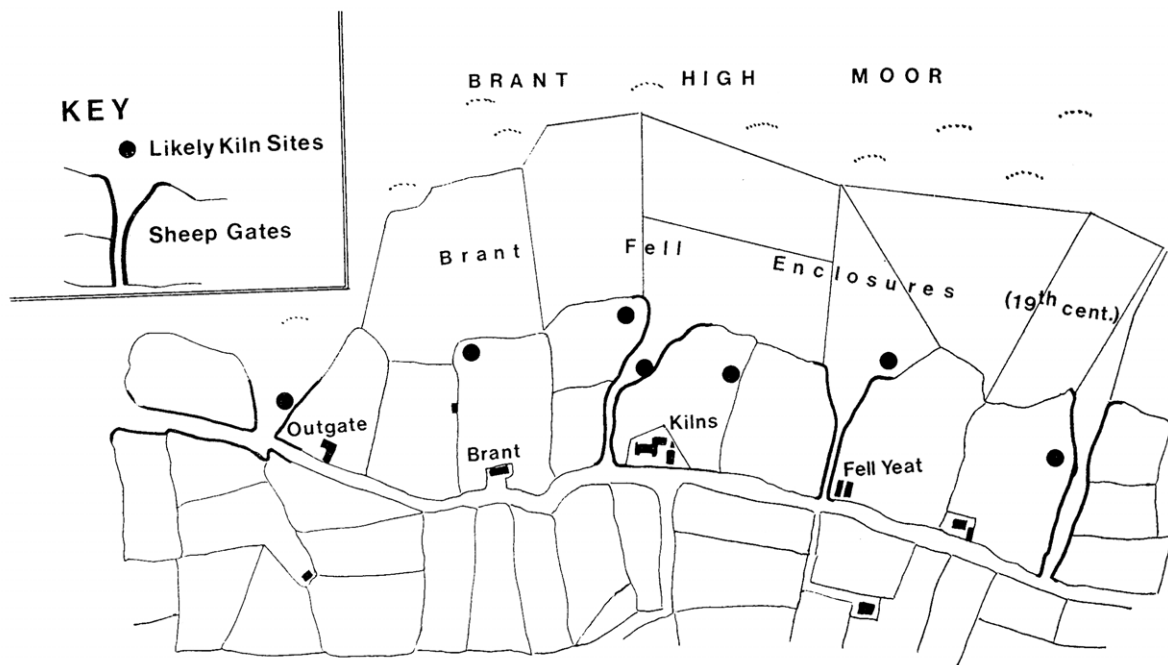 BRANT HIGH MOOR
KEY
Likely Kiln Sites
Sheep Gates
Brant Fell Enclosures (19th cent.)
Outgate
Brant
Kilns
Fell Yeat